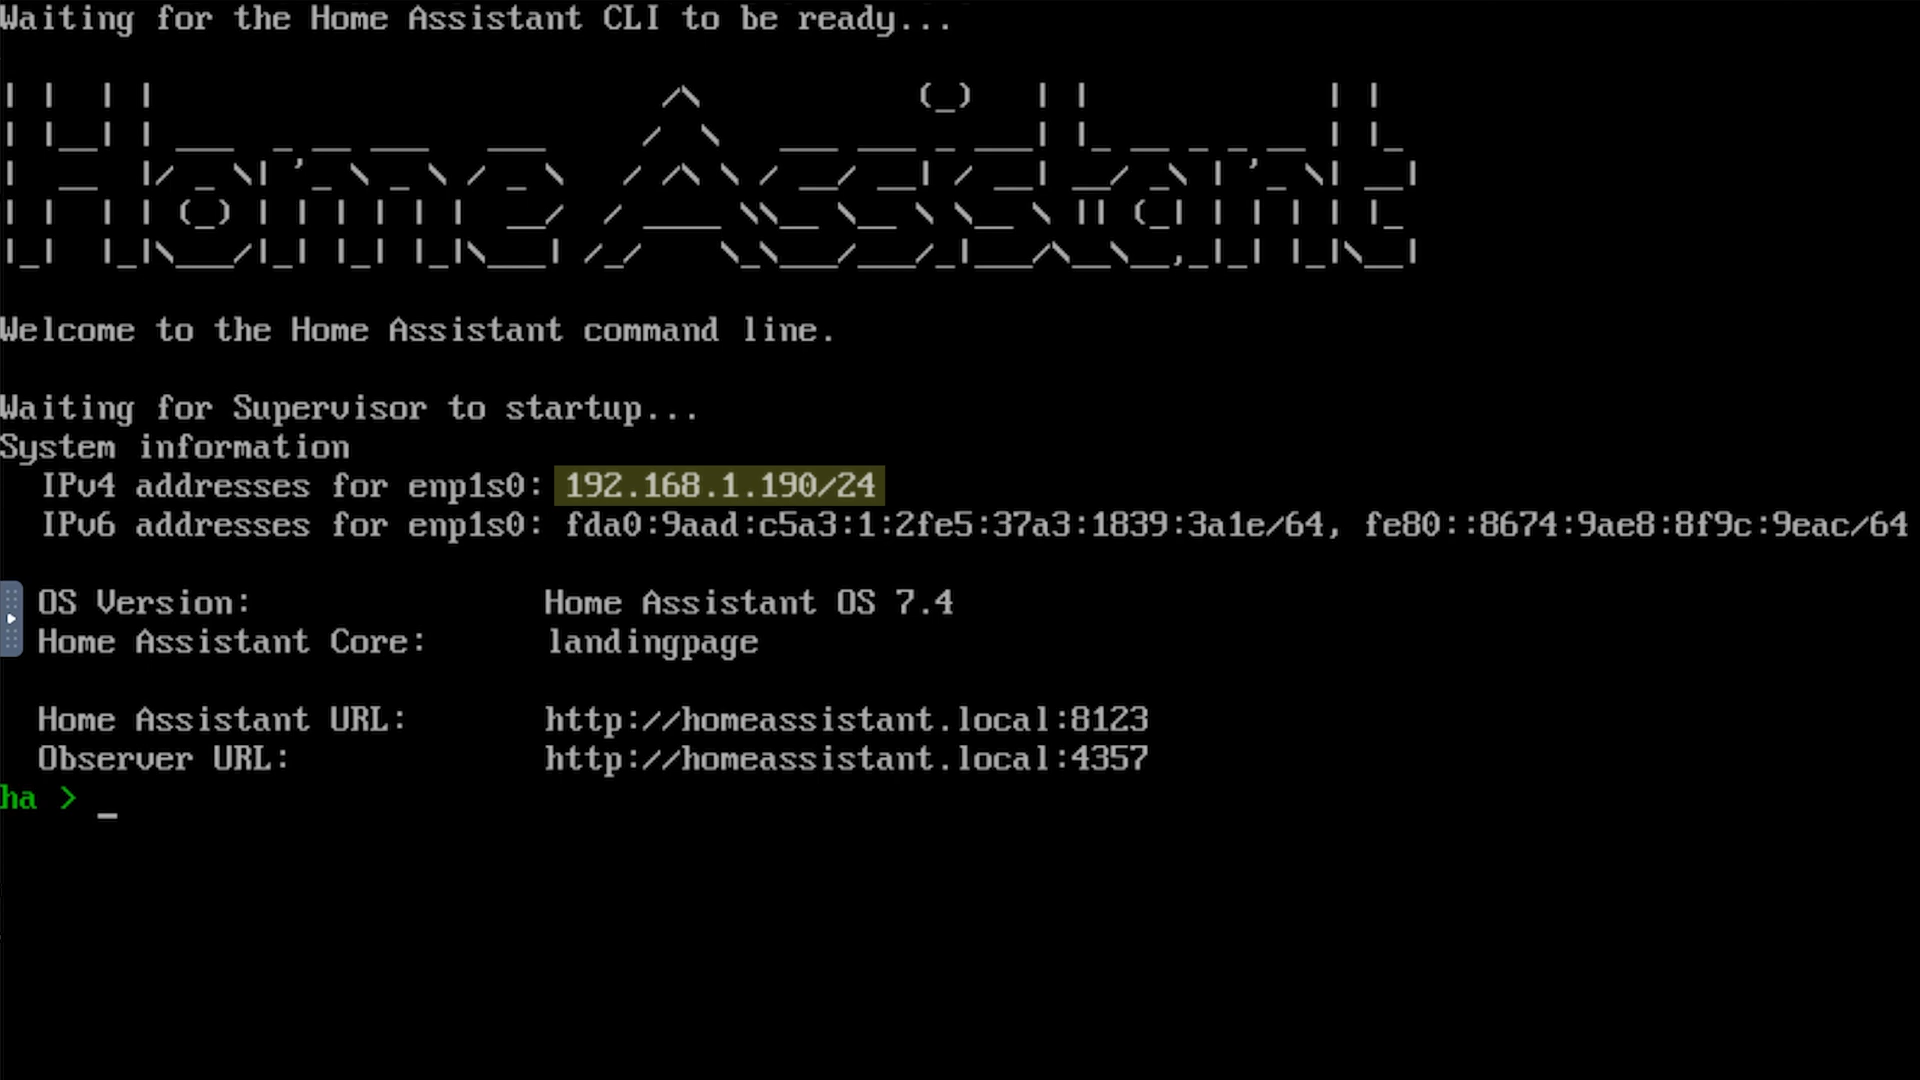 Waiting for the Home Assistant CLI to be ready...
Home Assistant
Welcome to the Home Assistant command line.
Waiting for Supervisor to startup...
System information
IPv4 addresses for enp1s0: 192.168.1.190/24
IPv6 addresses for enp1s0: fda0:9aad:c5a3:1:2fe5:37a3:1839:3a1e/64, fe80::8674:9ae8:8f9c:9eac/64
OS Version: Home Assistant OS 7.4
Home Assistant Core: landingpage
Home Assistant URL: http://homeassistant.local:8123
Observer URL: http://homeassistant.local:4357
ha > _